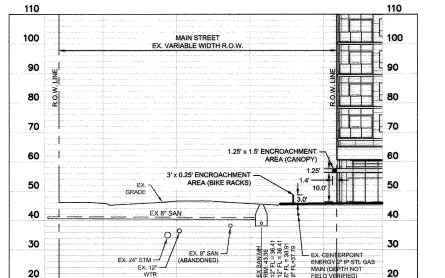 110
110
100
MAIN STREET
EX. VARIABLE WIDTH R.O.W.
100
90
90
R.O.W. LINE
R.O.W. LINE
80
80
70
70
60
1.25' x 1.5' ENCROACHMENT
AREA (CANOPY)
60
1.25'
3' x 0.25' ENCROACHMENT
AREA (BIKE RACKS)
1.4'
50
EX.
GRADE
3.0'
10.0'
50
40
EX 8" SAN
40
30
EX. 24" STM
EX. 8" SAN
(ABANDONED)
EX. CENTERPOINT
ENERGY 2" IP STL GAS
MAIN (DEPTH NOT
FIELD VERIFIED)
30
EX. 12"
WTR
20
20